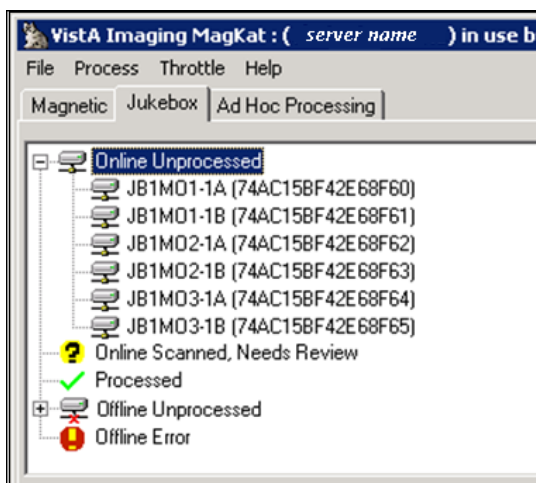 VistA Imaging MagKat : ( server name ) in use b
File Process Throttle Help
Magnetic Jukebox Ad Hoc Processing
Online Unprocessed
JB1MO1-1A (74AC15BF42E68F60)
JB1MO1-1B (74AC15BF42E68F61)
JB1MO2-1A (74AC15BF42E68F62)
JB1MO2-1B (74AC15BF42E68F63)
JB1MO3-1A (74AC15BF42E68F64)
JB1MO3-1B (74AC15BF42E68F65)
Online Scanned, Needs Review
Processed
Offline Unprocessed
Offline Error